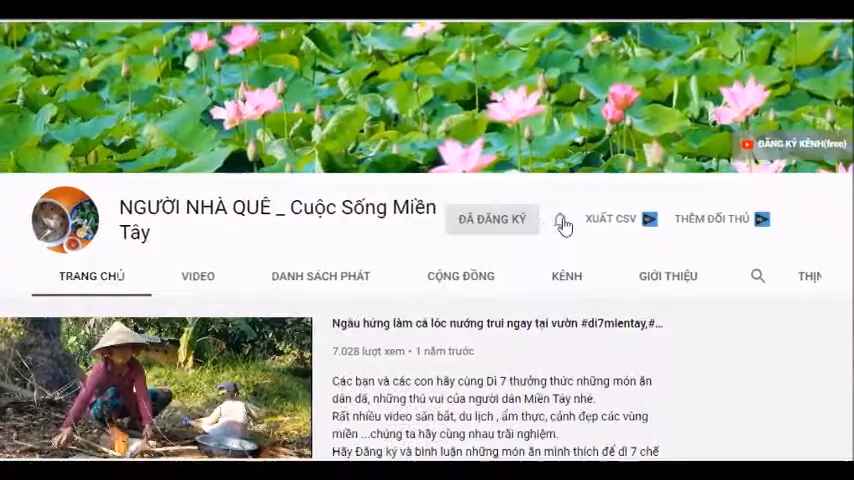 ĐĂNG KÝ KÊNH(free)
NGƯỜI NHÀ QUÊ _ Cuộc Sống Miền
Tây
ĐÃ ĐĂNG KÝ
XUẤT CSV
THÊM ĐỐI THỦ
TRANG CHỦ VIDEO DANH SÁCH PHÁT CỘNG ĐỒNG KÊNH GIỚI THIỆU THỊN
Ngẫu hứng làm cá lóc nướng trui ngay tại vườn #di7mientay,#...
7.028 lượt xem • 1 năm trước
Các bạn và các con hãy cùng Dì 7 thưởng thức những món ăn
dân dã, những thú vui của người dân Miền Tây nhé.
Rất nhiều video săn bắt, du lịch , ẩm thực, cảnh đẹp các vùng
miền ...chúng ta hãy cùng nhau trãi nghiệm.
Hãy Đăng ký và bình luận những món ăn mình thích để dì 7 chế